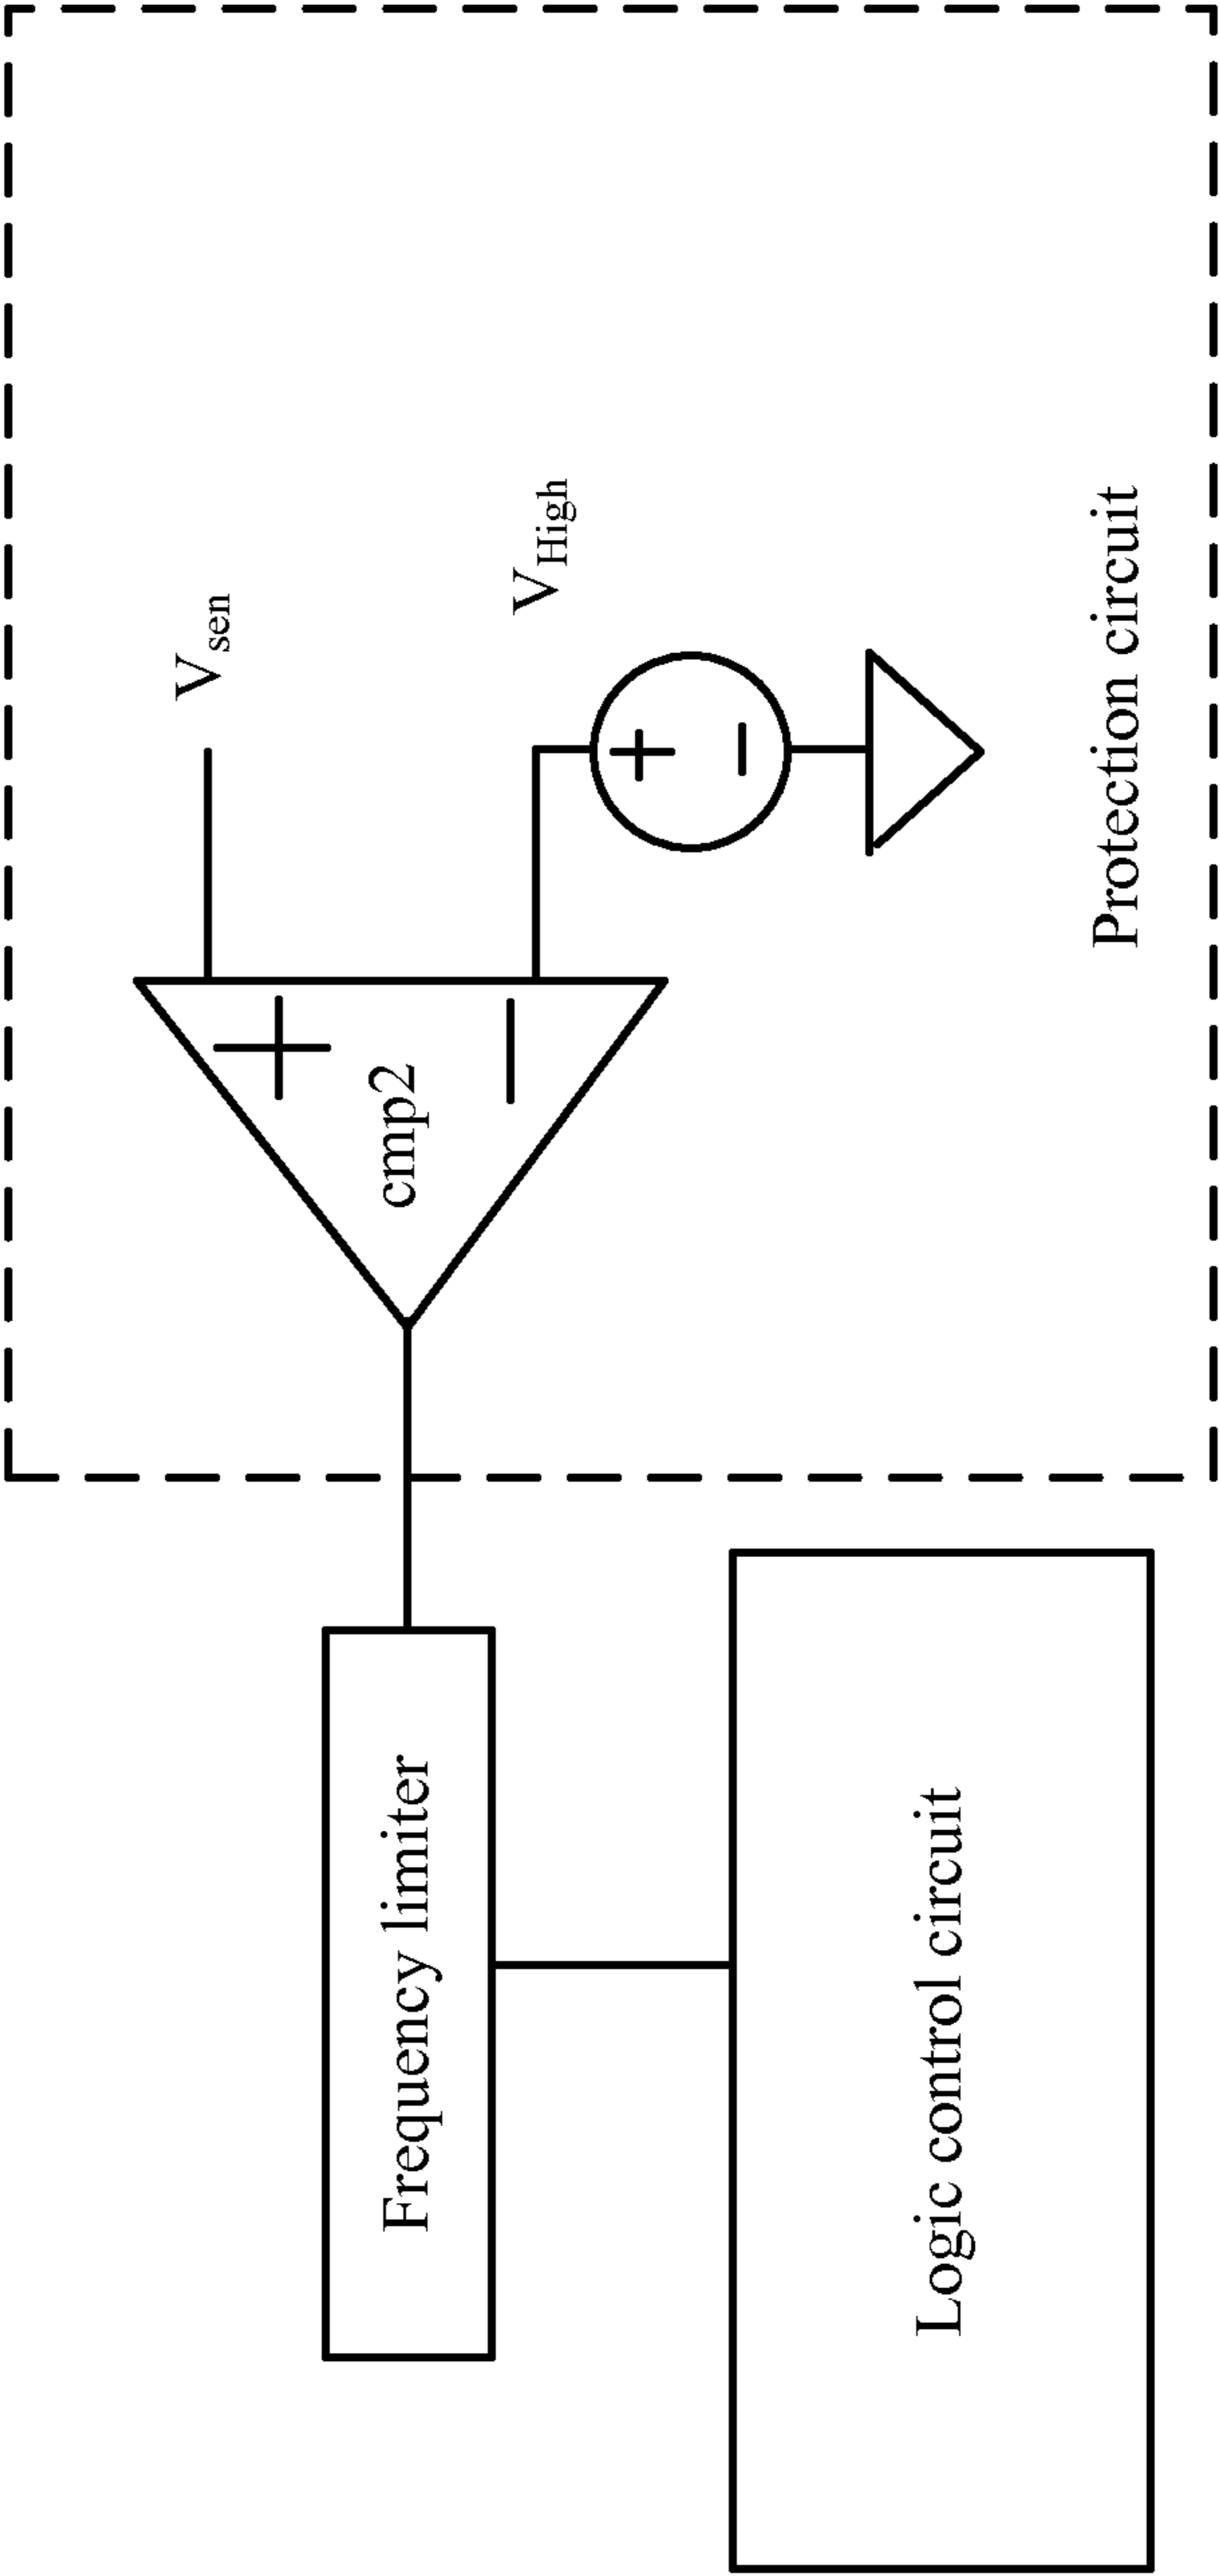 V_sen
V_High
+
−
cmp2
+
−
Protection circuit
Frequency limiter
Logic control circuit